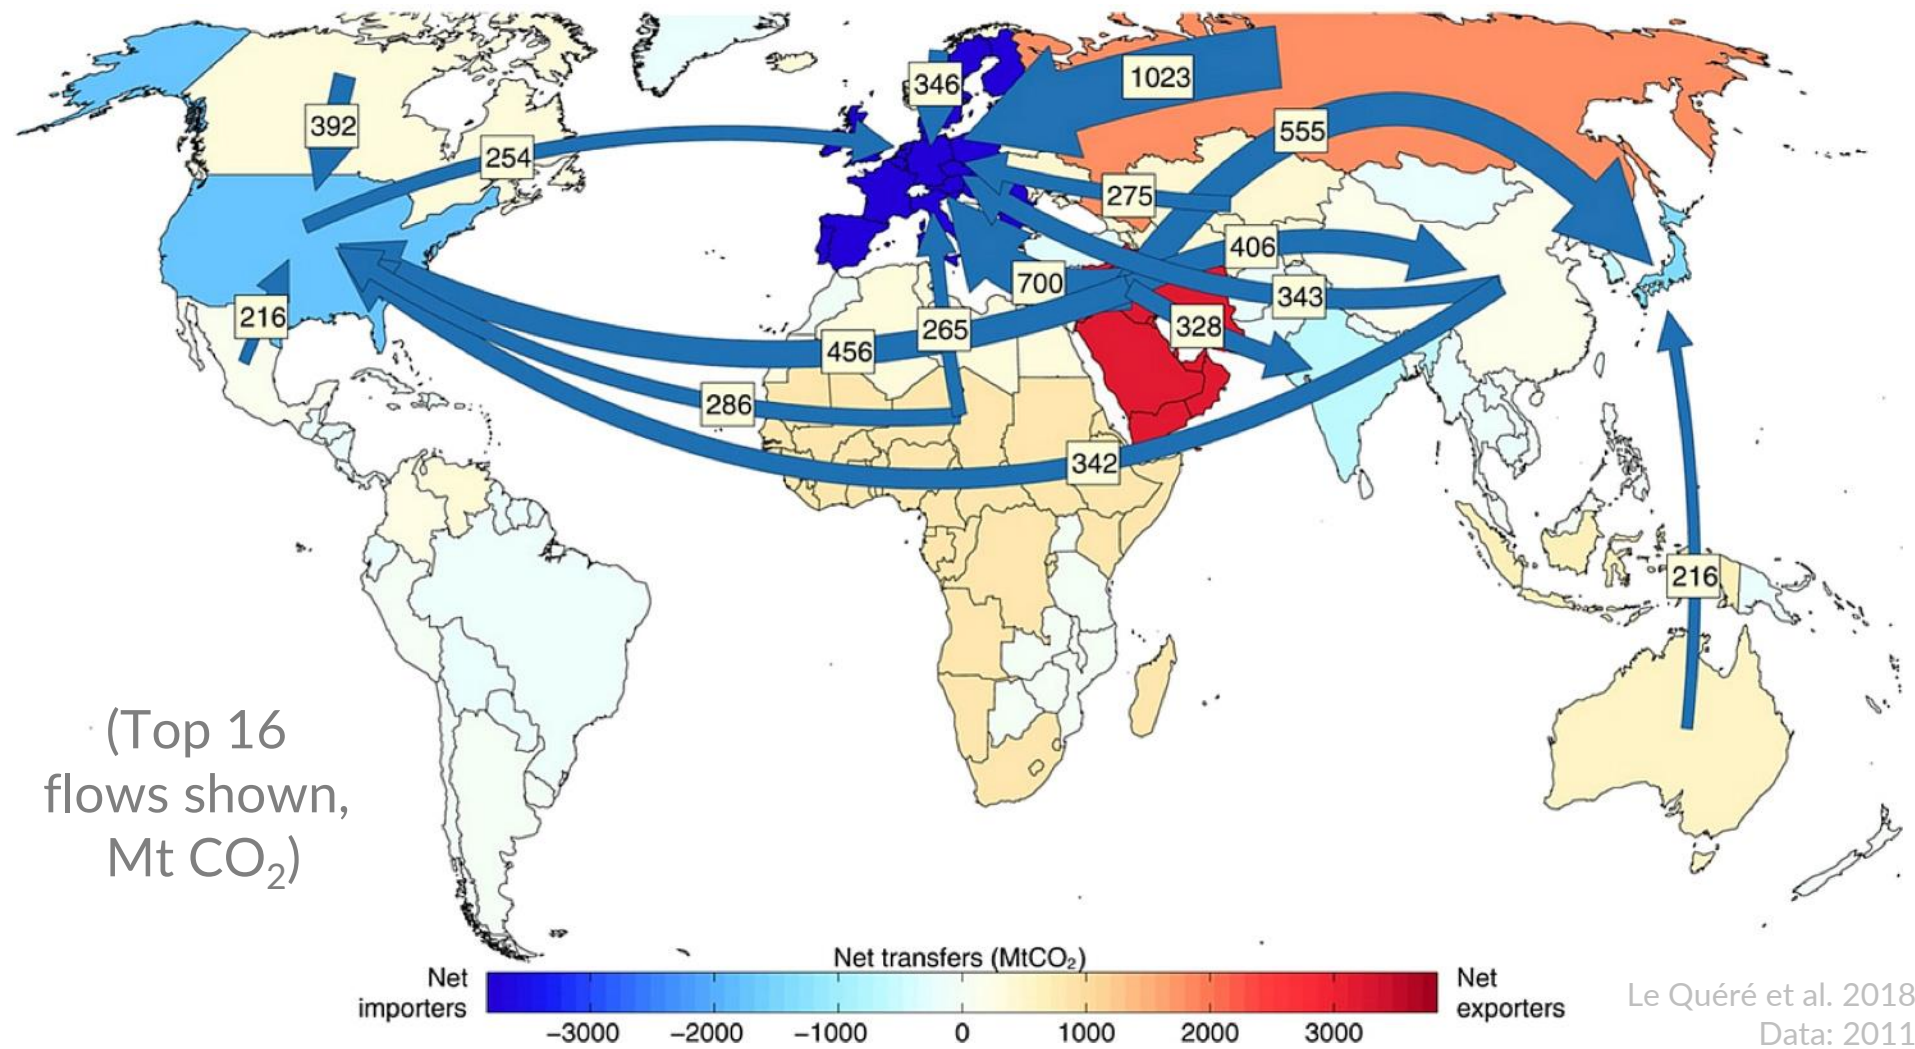 346
1023
392
555
254
275
406
700
343
216
265
328
456
286
342
216
(Top 16
flows shown,
Mt CO₂)
Net transfers (MtCO₂)
Net
importers
Net
exporters
−3000
−2000
−1000
0
1000
2000
3000
Le Quéré et al. 2018
Data: 2011